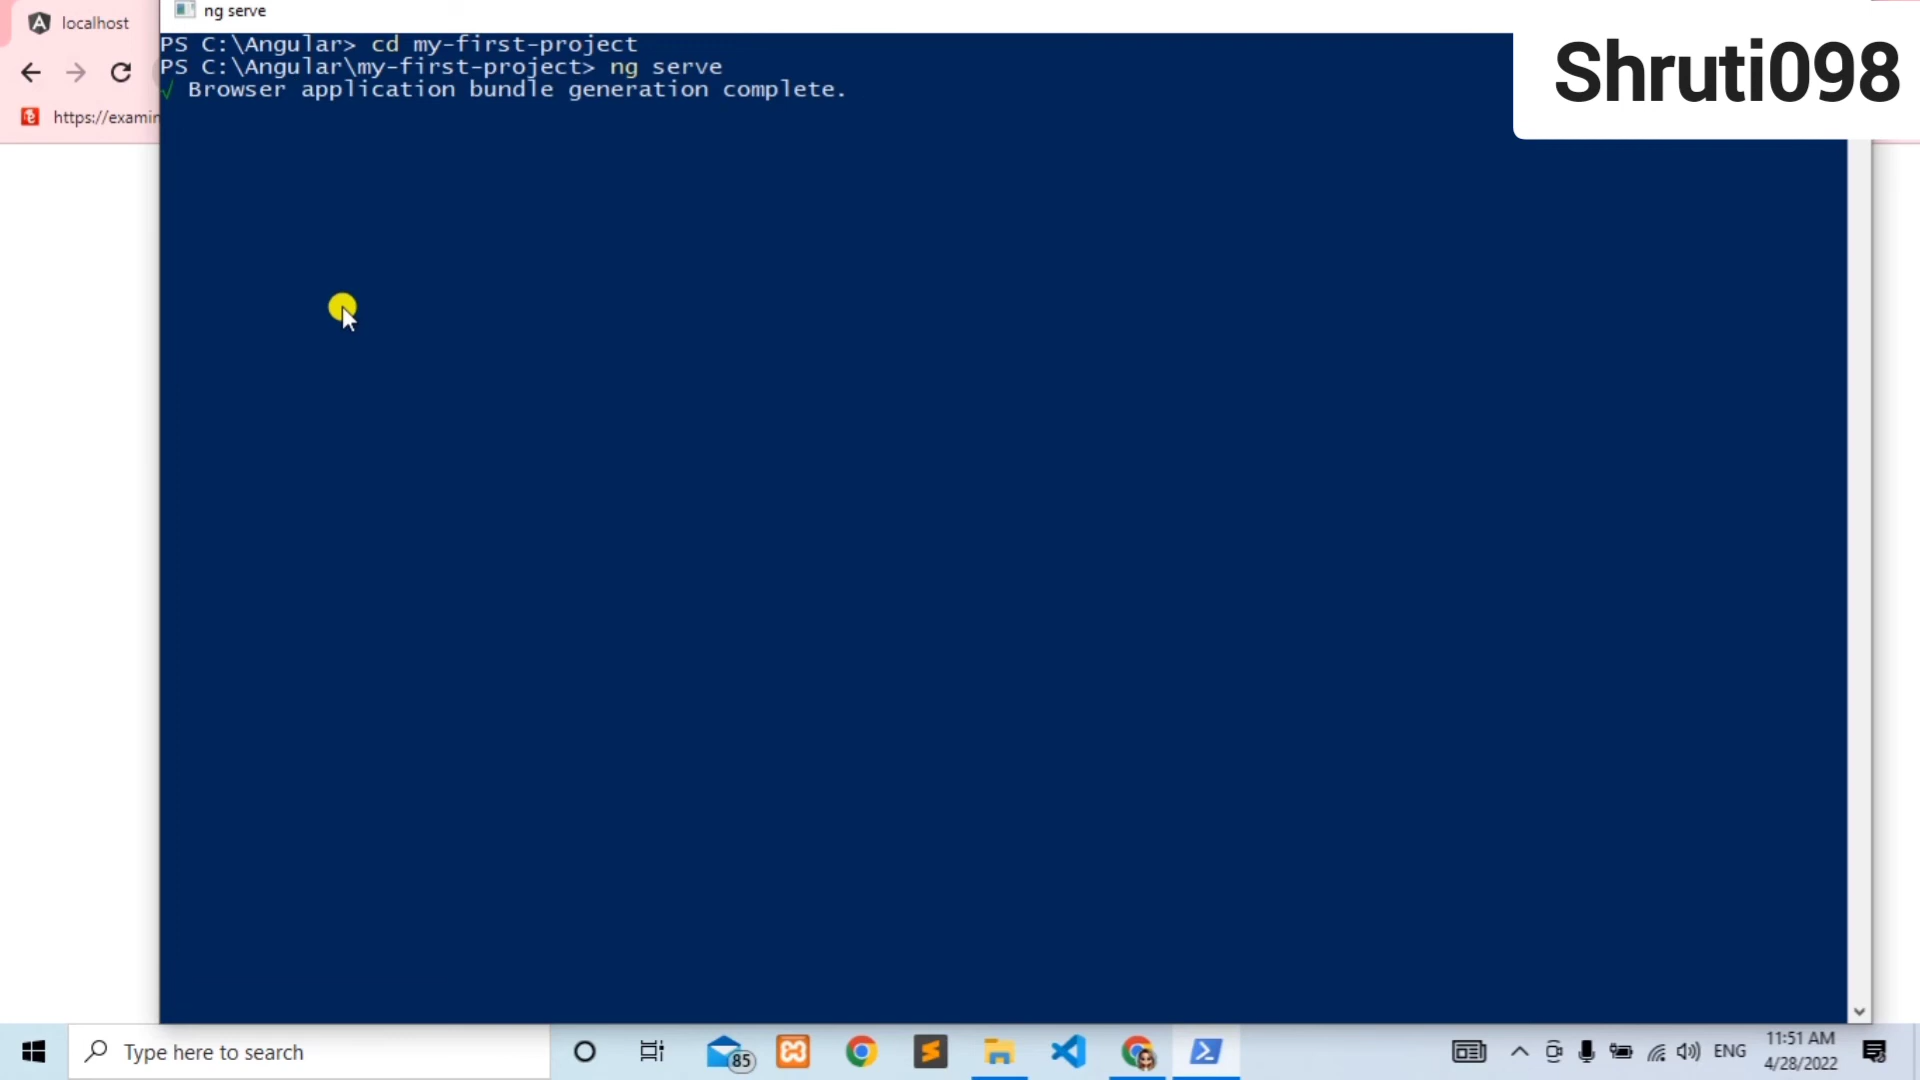 localhost
ng serve
PS C:\Angular> cd my-first-project
PS C:\Angular\my-first-project> ng serve
√ Browser application bundle generation complete.
Shruti098
https://examin
Type here to search
85
ENG
11:51 AM
4/28/2022